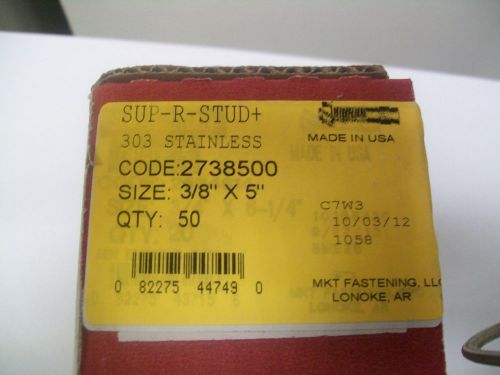 SUP-R-STUD+
303 STAINLESS
MADE IN USA
CODE:2738500
SIZE: 3/8" X 5"
QTY: 50
C7W3
10/03/12
1058
0 82275 44749 0
MKT FASTENING, LLC
LONOKE, AR